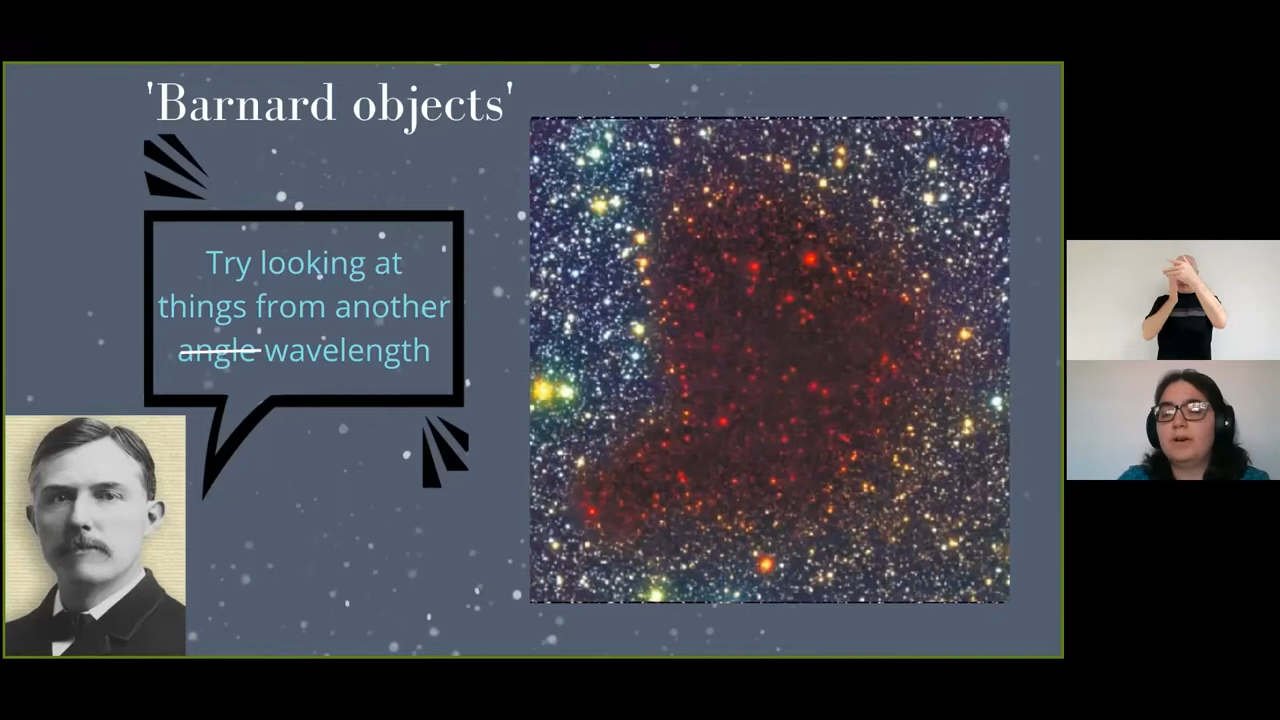 'Barnard objects'
Try looking at
things from another
angle wavelength